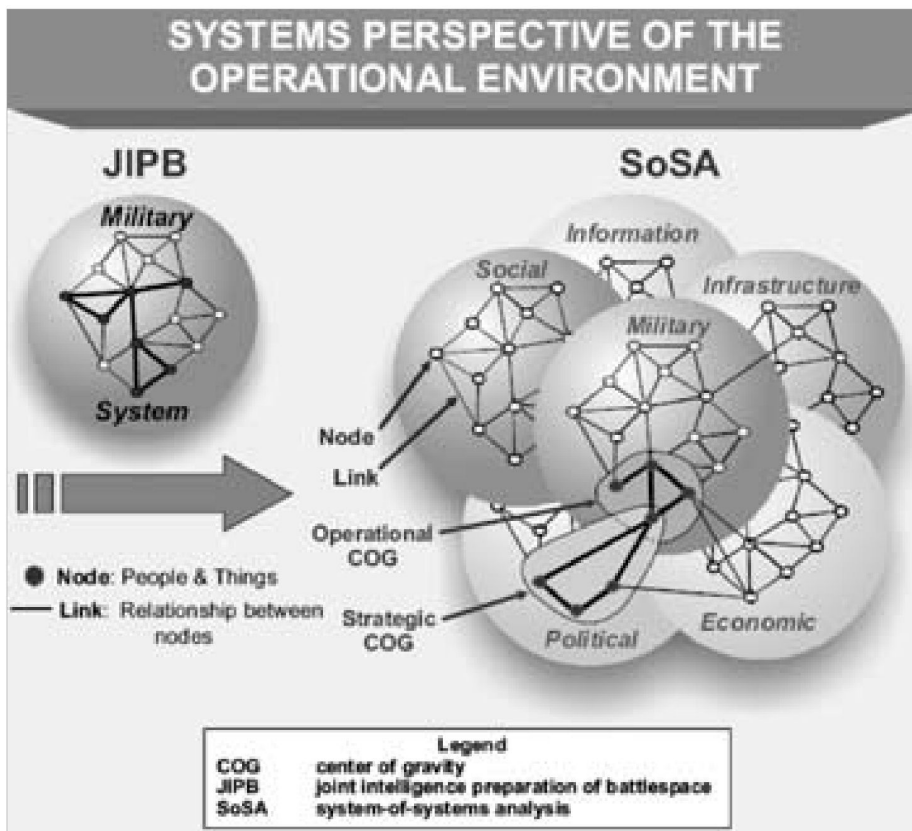 SYSTEMS PERSPECTIVE OF THE
OPERATIONAL ENVIRONMENT
JIPB
SoSA
Military
System
Information
Social
Infrastructure
Military
Node
Link
Operational
COG
Strategic
COG
Political
Economic
Node: People & Things
Link: Relationship between
nodes
Legend
COG center of gravity
JIPB joint intelligence preparation of battlespace
SoSA system-of-systems analysis